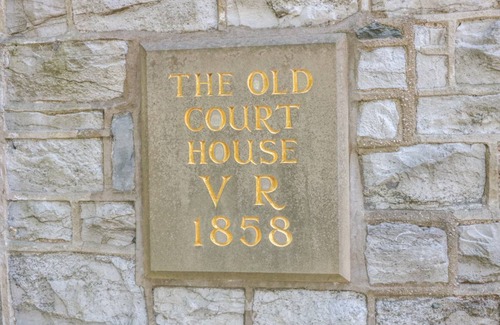 THE OLD
COURT
HOUSE
V R
1858